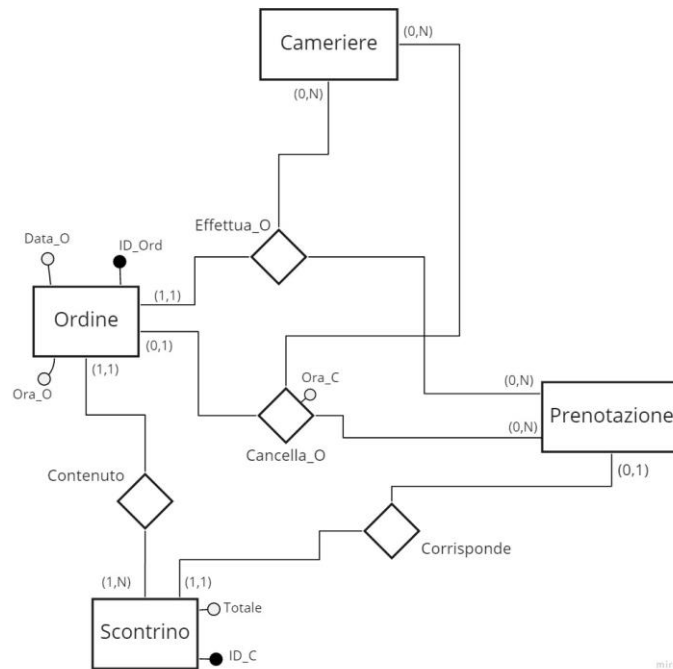 Cameriere
(0,N)
(0,N)
Effettua_O
Data_O
ID_Ord
Ordine
(1,1)
(0,1)
(1,1)
Ora_O
Ora_C
Cancella_O
(0,N)
(0,N)
Prenotazione
(0,1)
Contenuto
Corrisponde
(1,N)
(1,1)
Scontrino
Totale
ID_C